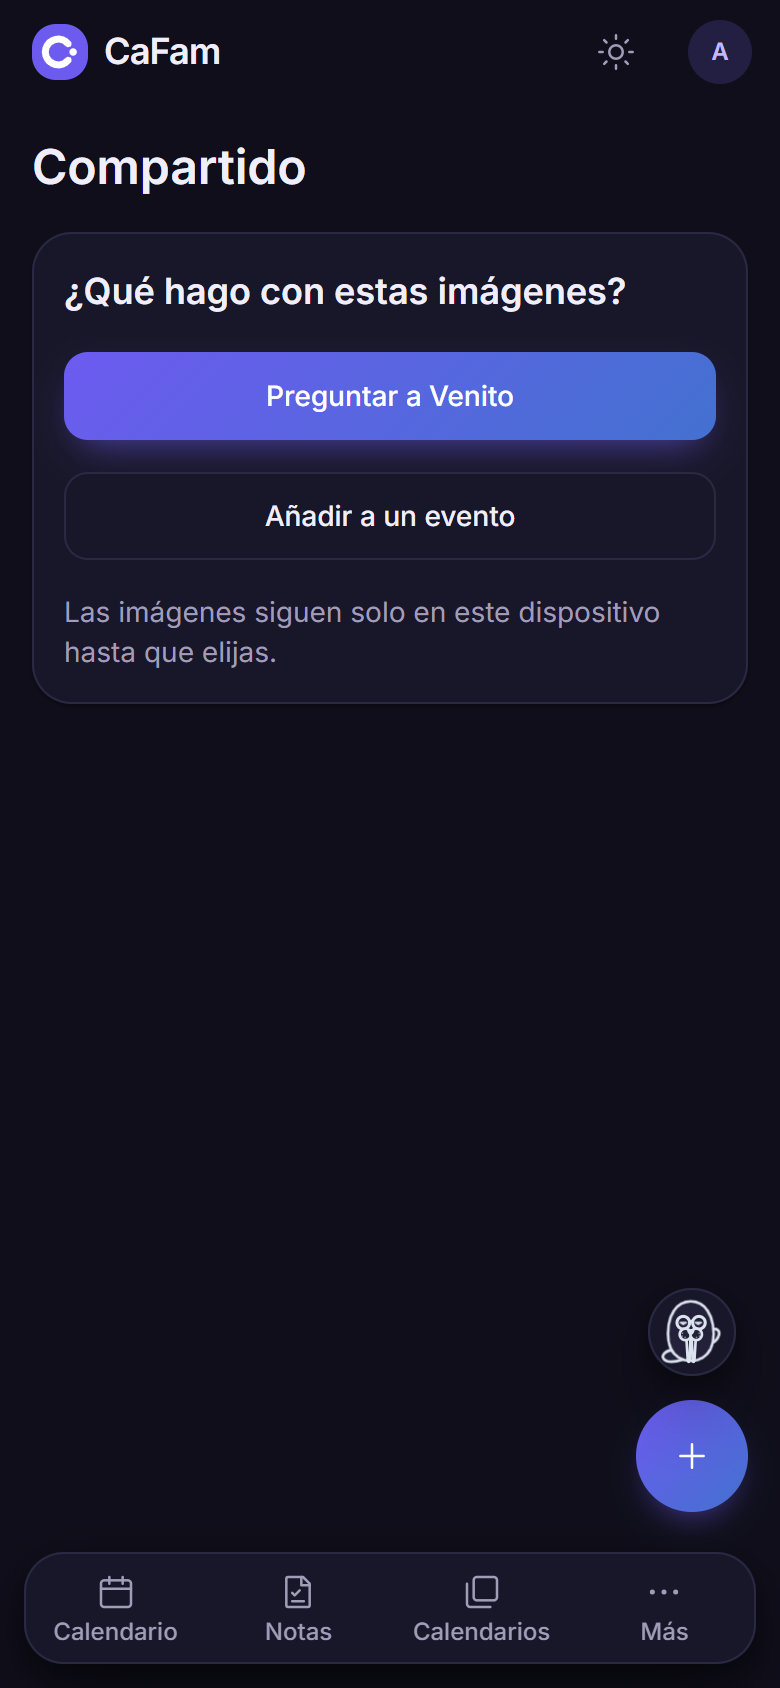 CaFam
A
Compartido
¿Qué hago con estas imágenes?
Preguntar a Venito
Añadir a un evento
Las imágenes siguen solo en este dispositivo
hasta que elijas.
Calendario
Notas
Calendarios
Más